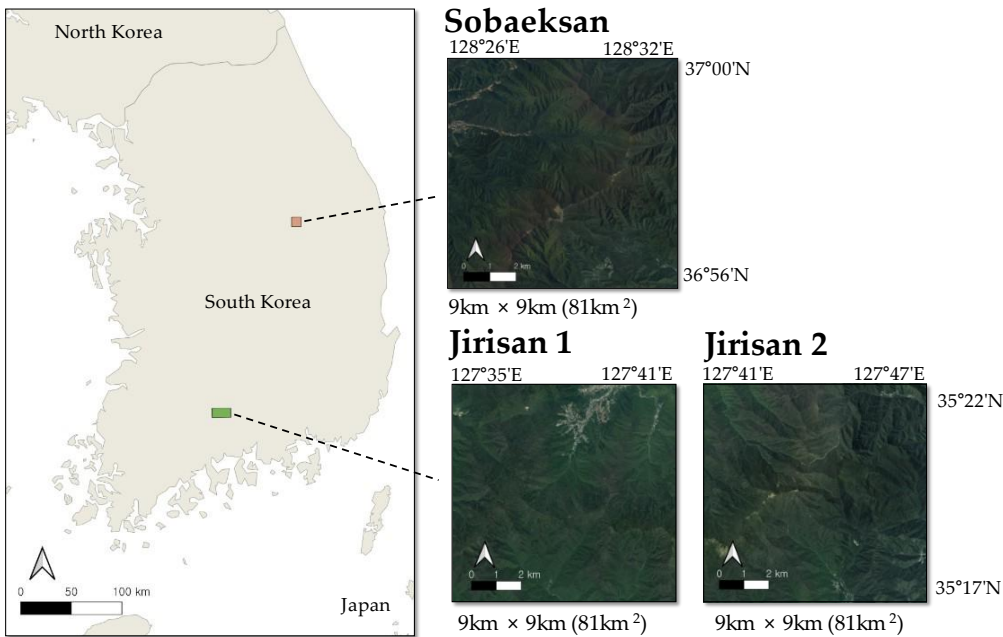 North Korea
South Korea
Japan
0 50 100 km
Sobaeksan
128°26'E 128°32'E
37°00'N
36°56'N
0 1 2 km
9km × 9km (81km²)
Jirisan 1
127°35'E 127°41'E
0 1 2 km
9km × 9km (81km²)
Jirisan 2
127°41'E 127°47'E
35°22'N
35°17'N
0 1 2 km
9km × 9km (81km²)